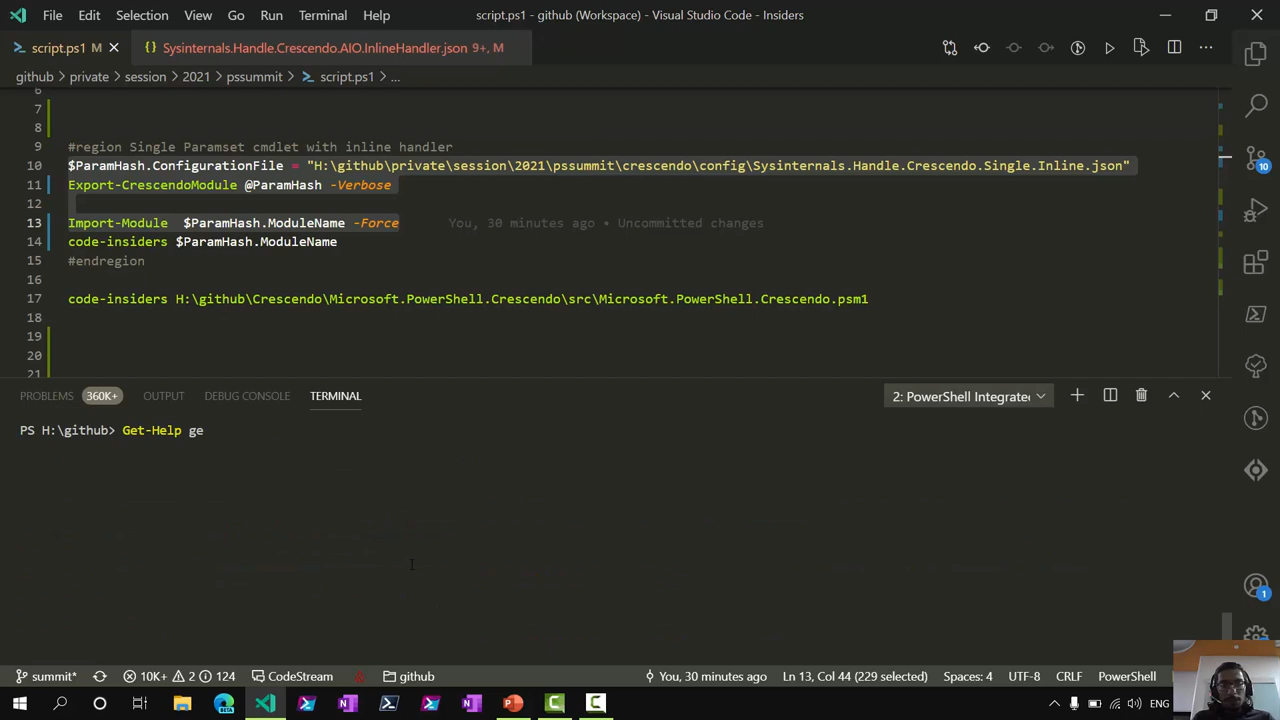 File Edit Selection View Go Run Terminal Help script.ps1 - github (Workspace) - Visual Studio Code - Insiders
script.ps1 M {} Sysinternals.Handle.Crescendo.AIO.InlineHandler.json 9+, M
github > private > session > 2021 > pssummit > script.ps1 > ...
6
7
8
9 #region Single Paramset cmdlet with inline handler
10 $ParamHash.ConfigurationFile = "H:\github\private\session\2021\pssummit\crescendo\config\Sysinternals.Handle.Crescendo.Single.Inline.json"
11 Export-CrescendoModule @ParamHash -Verbose
12
13 Import-Module $ParamHash.ModuleName -Force You, 30 minutes ago • Uncommitted changes
14 code-insiders $ParamHash.ModuleName
15 #endregion
16
17 code-insiders H:\github\Crescendo\Microsoft.PowerShell.Crescendo\src\Microsoft.PowerShell.Crescendo.psm1
18
19
20
21
PROBLEMS 360K+ OUTPUT DEBUG CONSOLE TERMINAL 2: PowerShell Integrated
PS H:\github> Get-Help ge
10
1
summit* 10K+ 2 124 CodeStream github You, 30 minutes ago Ln 13, Col 44 (229 selected) Spaces: 4 UTF-8 CRLF PowerShell
BETA ENG